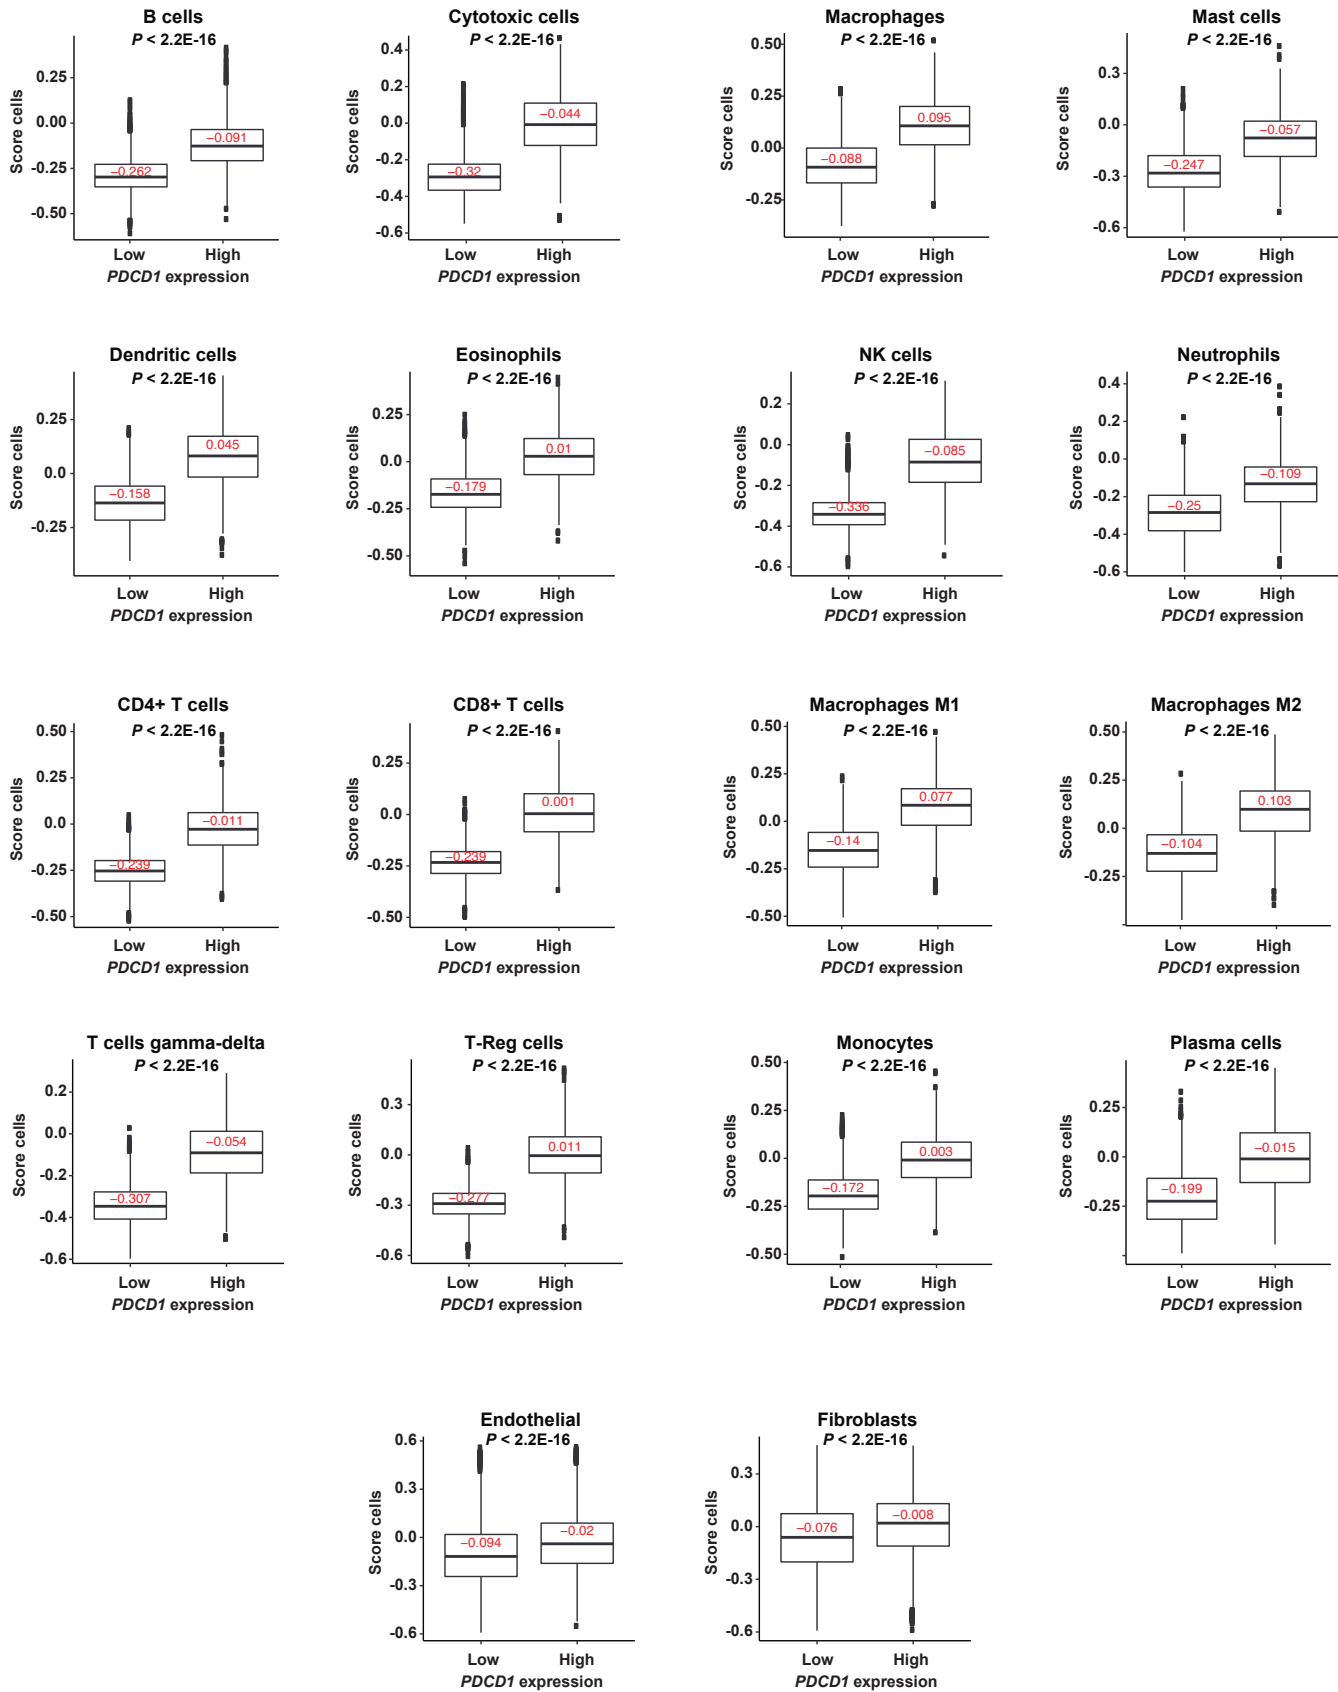 B cells
P < 2.2E-16
Score cells
0.25
0.00
-0.25
-0.50
−0.262
−0.091
Low
High
PDCD1 expression
Cytotoxic cells
P < 2.2E-16
Score cells
0.4
0.2
0.0
-0.2
-0.4
-0.6
−0.32
−0.044
Low
High
PDCD1 expression
Macrophages
P < 2.2E-16
Score cells
0.50
0.25
0.00
-0.25
−0.088
0.095
Low
High
PDCD1 expression
Mast cells
P < 2.2E-16
Score cells
0.3
0.0
-0.3
-0.6
−0.247
−0.057
Low
High
PDCD1 expression
Dendritic cells
P < 2.2E-16
Score cells
0.25
0.0
-0.25
−0.158
0.045
Low
High
PDCD1 expression
Eosinophils
P < 2.2E-16
Score cells
0.25
0.0
-0.25
-0.50
−0.179
0.01
Low
High
PDCD1 expression
NK cells
P < 2.2E-16
Score cells
0.2
0.0
-0.2
-0.4
-0.6
−0.336
−0.085
Low
High
PDCD1 expression
Neutrophils
P < 2.2E-16
Score cells
0.4
0.2
0.0
-0.2
-0.4
-0.6
−0.25
−0.109
Low
High
PDCD1 expression
CD4+ T cells
P < 2.2E-16
Score cells
0.50
0.25
0.0
-0.25
-0.50
−0.239
−0.011
Low
High
PDCD1 expression
CD8+ T cells
P < 2.2E-16
Score cells
0.50
0.25
0.0
-0.25
-0.50
−0.239
0.001
Low
High
PDCD1 expression
Macrophages M1
P < 2.2E-16
Score cells
0.50
0.25
0.0
-0.25
-0.50
−0.14
0.077
Low
High
PDCD1 expression
Macrophages M2
P < 2.2E-16
Score cells
0.50
0.25
0.0
-0.25
−0.104
0.103
Low
High
PDCD1 expression
T cells gamma-delta
P < 2.2E-16
Score cells
0.2
0.0
-0.2
-0.4
-0.6
−0.307
−0.054
Low
High
PDCD1 expression
T-Reg cells
P < 2.2E-16
Score cells
0.3
0.0
-0.3
-0.6
−0.277
0.011
Low
High
PDCD1 expression
Monocytes
P < 2.2E-16
Score cells
0.50
0.25
0.0
-0.25
-0.50
−0.172
0.003
Low
High
PDCD1 expression
Plasma cells
P < 2.2E-16
Score cells
0.25
0.0
-0.25
−0.199
−0.015
Low
High
PDCD1 expression
Endothelial
P < 2.2E-16
Score cells
0.6
0.3
0.0
-0.3
-0.6
−0.094
−0.02
Low
High
PDCD1 expression
Fibroblasts
P < 2.2E-16
Score cells
0.3
0.0
-0.3
-0.6
−0.076
−0.008
Low
High
PDCD1 expression